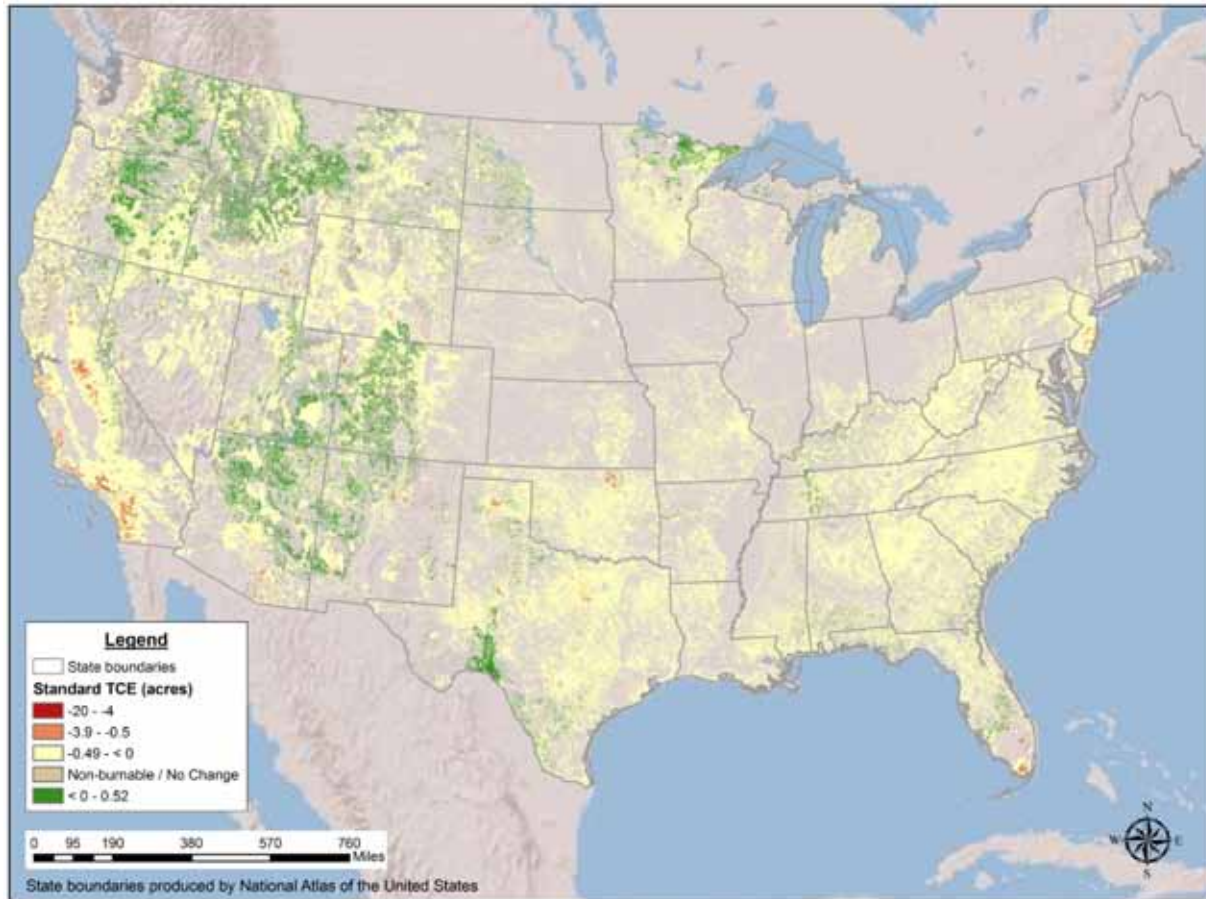 Legend
State boundaries
Standard TCE (acres)
-20 - -4
-3.9 - -0.5
-0.49 - < 0
Non-burnable / No Change
< 0 - 0.52
0 95 190 380 570 760
Miles
State boundaries produced by National Atlas of the United States
N
W E
S